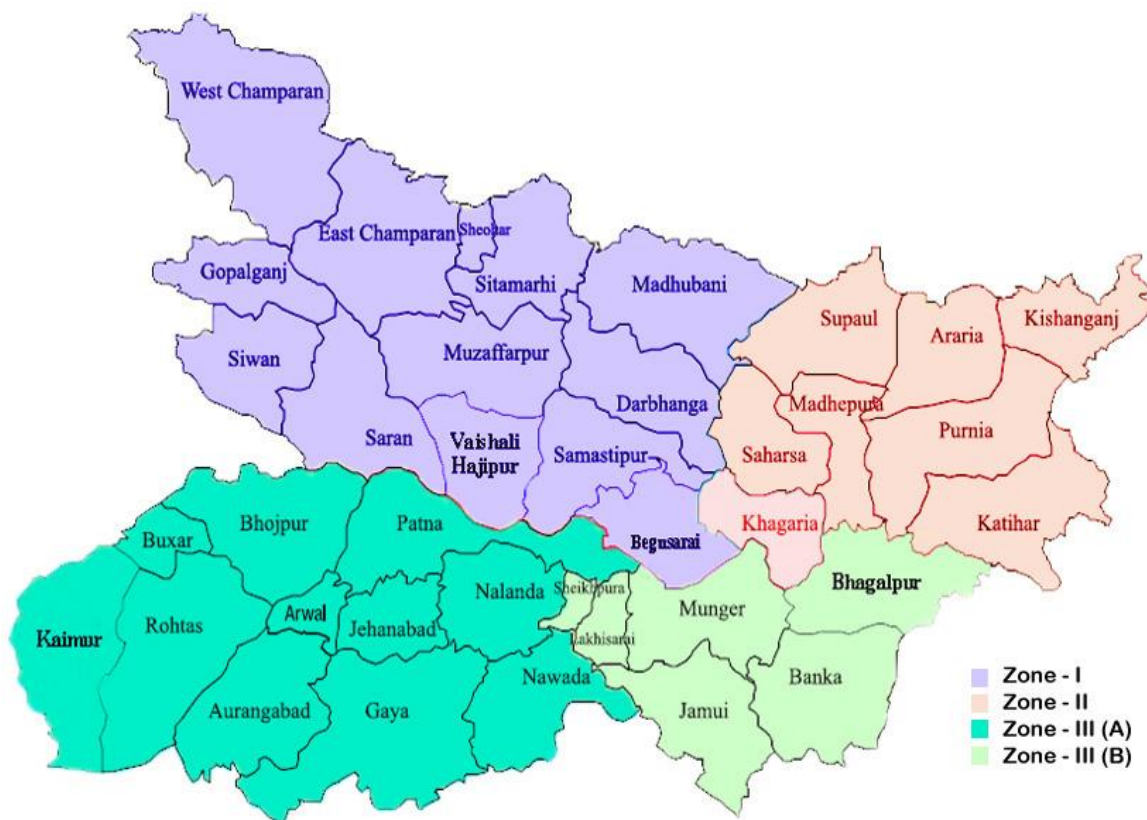 West Champaran
East Champaran
Sheohar
Gopalganj
Sitamarhi
Madhubani
Supaul
Araria
Kishanganj
Siwan
Muzaffarpur
Darbhanga
Madhepura
Purnia
Saran
Vaishali
Hajipur
Samastipur
Saharsa
Katihar
Bhojpur
Patna
Begusarai
Khagaria
Buxar
Nalanda
Sheikhpura
Munger
Bhagalpur
Kaimur
Rohtas
Arwal
Jehanabad
Lakhisarai
Nawada
Banka
Aurangabad
Gaya
Jamui
Zone - I
Zone - II
Zone - III (A)
Zone - III (B)